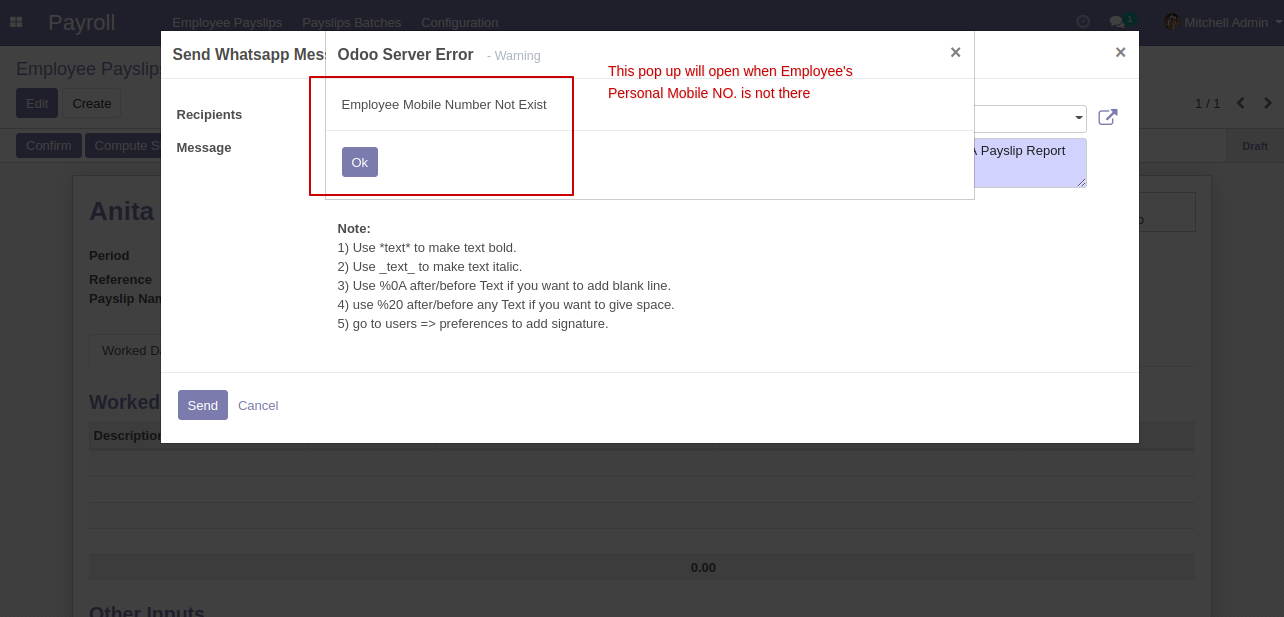 Payroll Employee Payslips Payslips Batches Configuration 1 Mitchell Admin
Employee Payslips
Edit Create 1 / 1
Confirm Compute S Draft
Send Whatsapp Mess
Odoo Server Error - Warning
× ×
This pop up will open when Employee's
Personal Mobile NO. is not there
Employee Mobile Number Not Exist
Ok
Recipients
Message
A Payslip Report
Note:
1) Use *text* to make text bold.
2) Use _text_ to make text italic.
3) Use %0A after/before Text if you want to add blank line.
4) use %20 after/before any Text if you want to give space.
5) go to users => preferences to add signature.
Send Cancel
Anita
Period
Reference
Payslip Nam
Worked Da
Worked
Description
0.00
Other Inputs